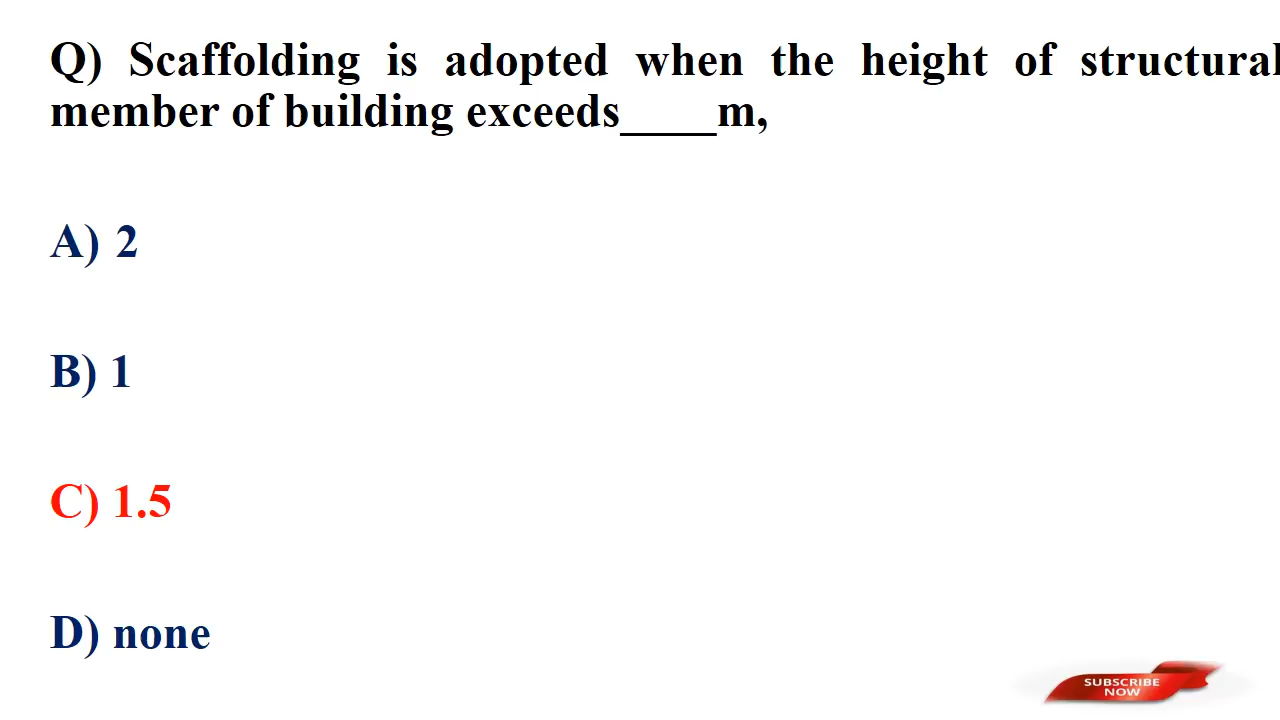 Q) Scaffolding is adopted when the height of structural
member of building exceeds____m,
A) 2
B) 1
C) 1.5
D) none
SUBSCRIBE
NOW